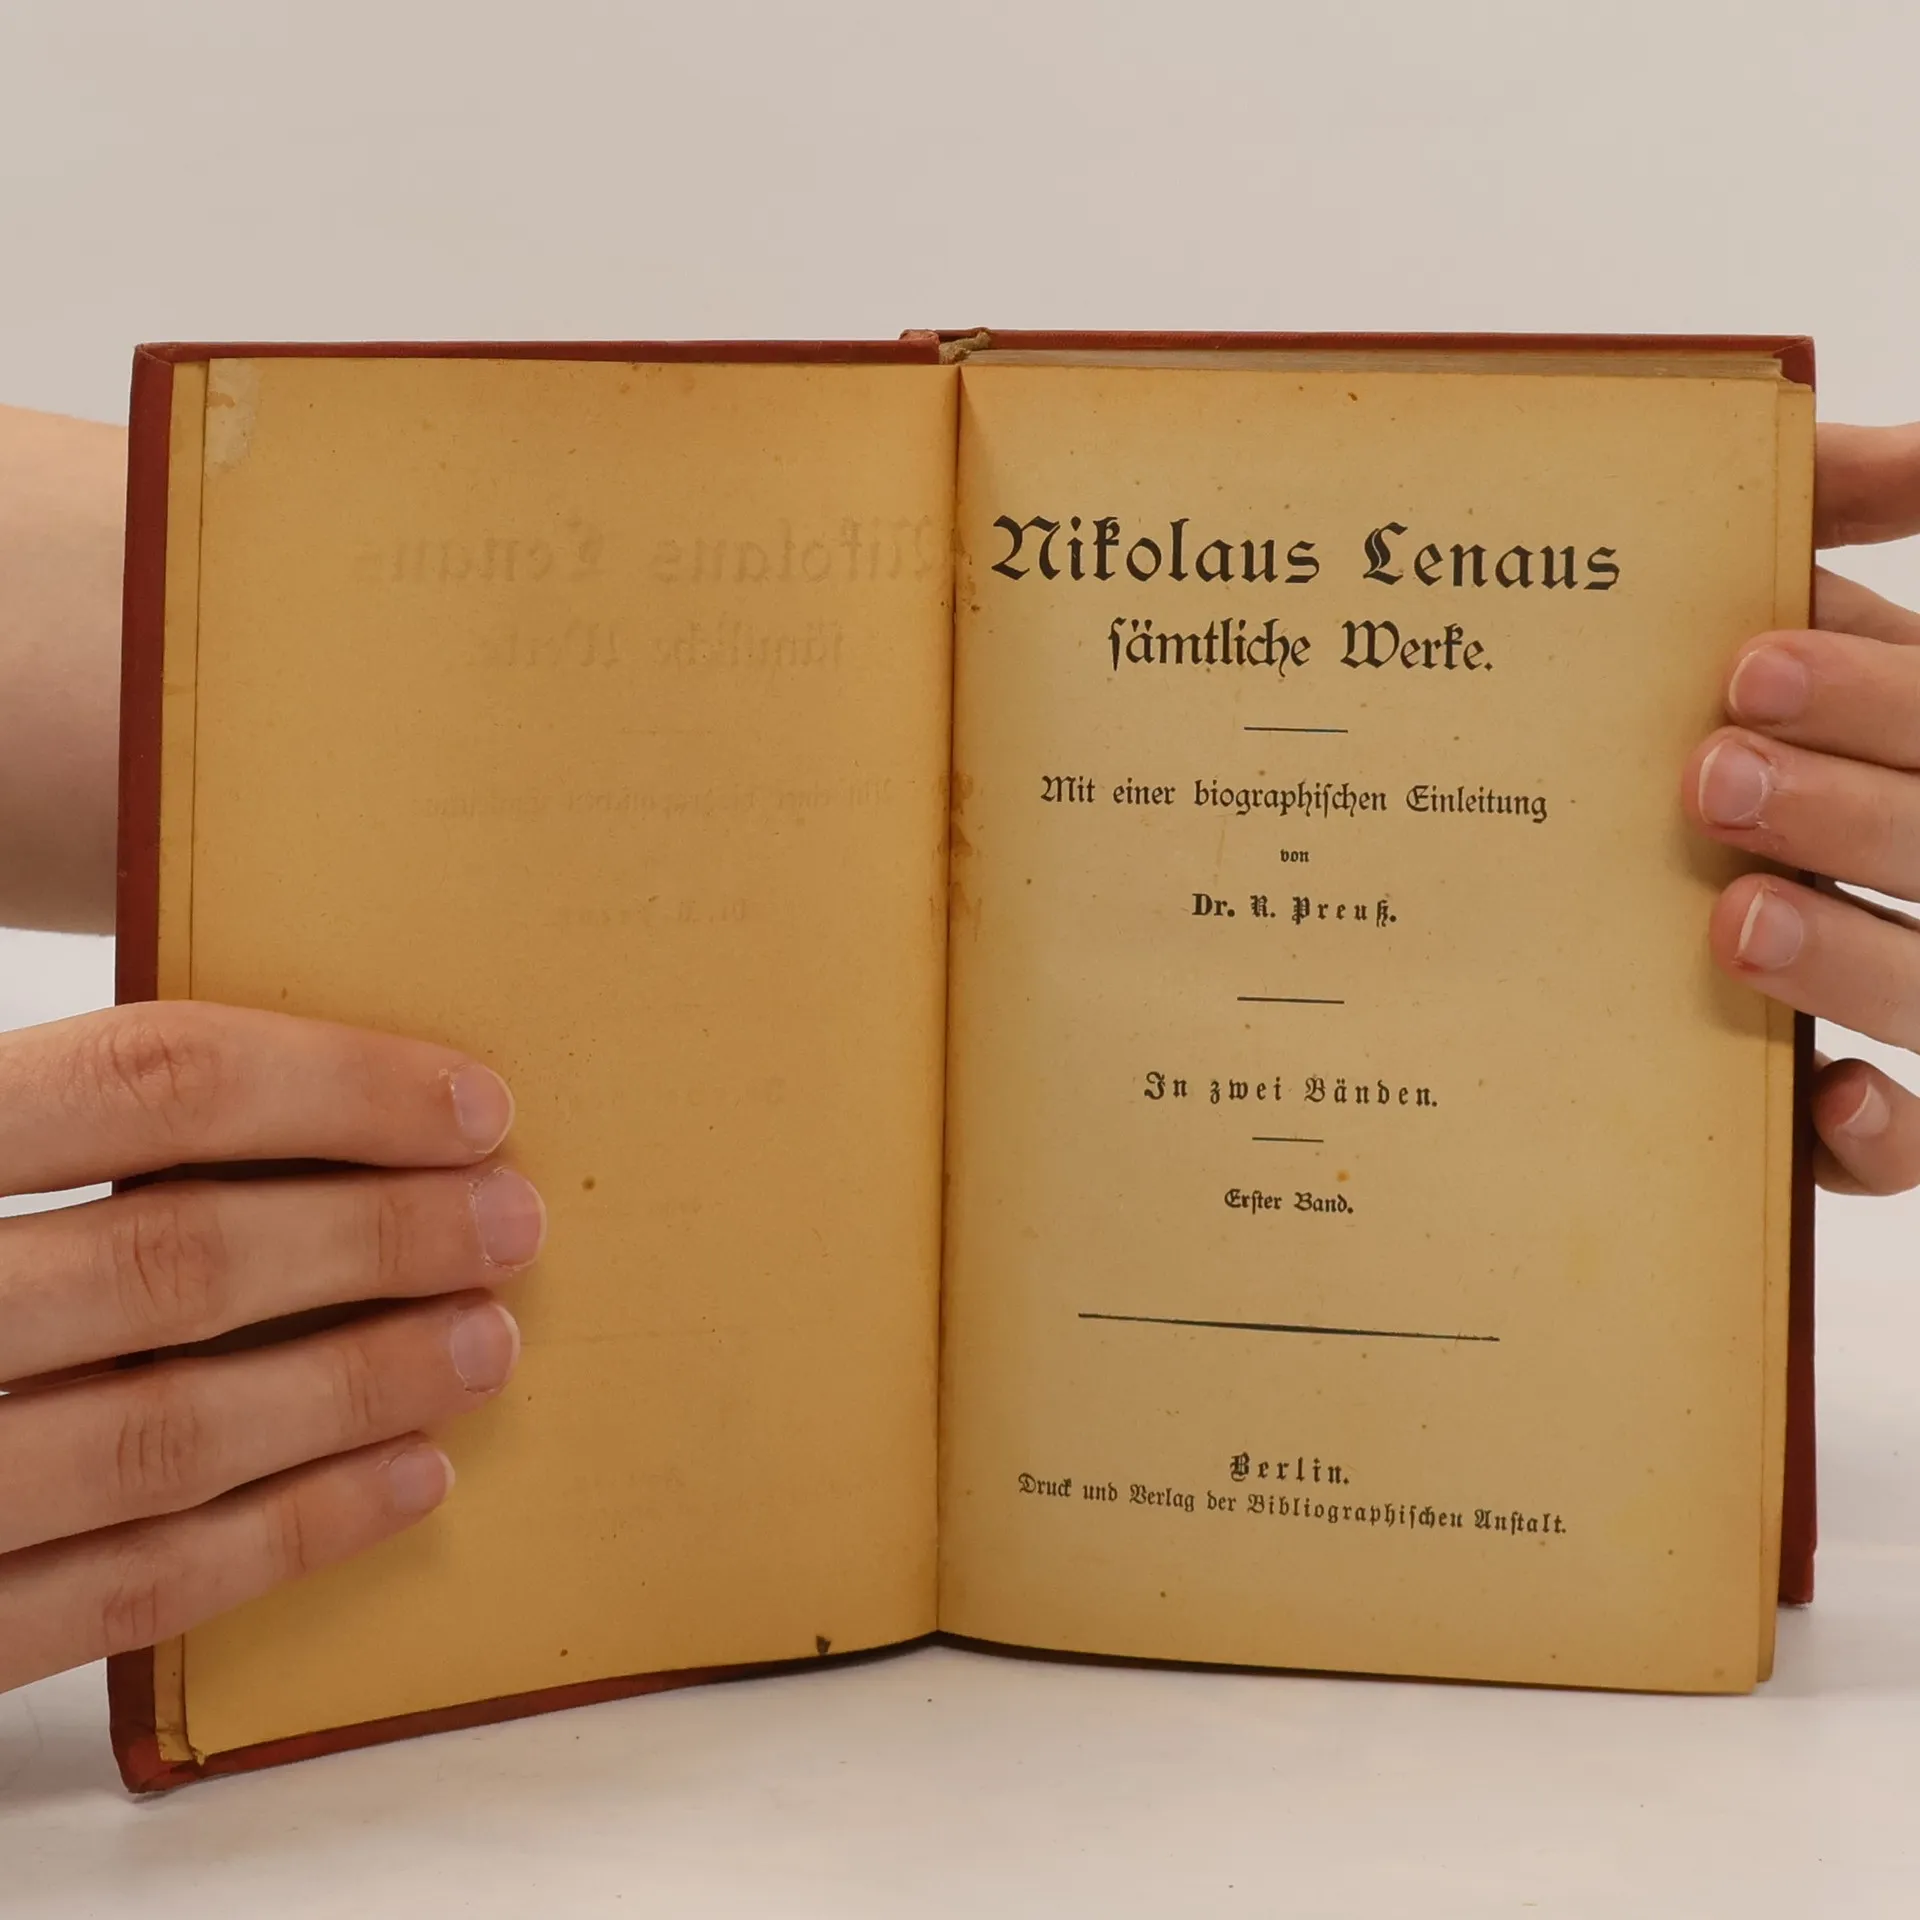 Nikolaus Lenaus
sämtliche Werke.
Mit einer biographischen Einleitung
von
Dr. R. Preuß.
In zwei Bänden.
Erster Band.
Berlin.
Druck und Verlag der Bibliographischen Anstalt.